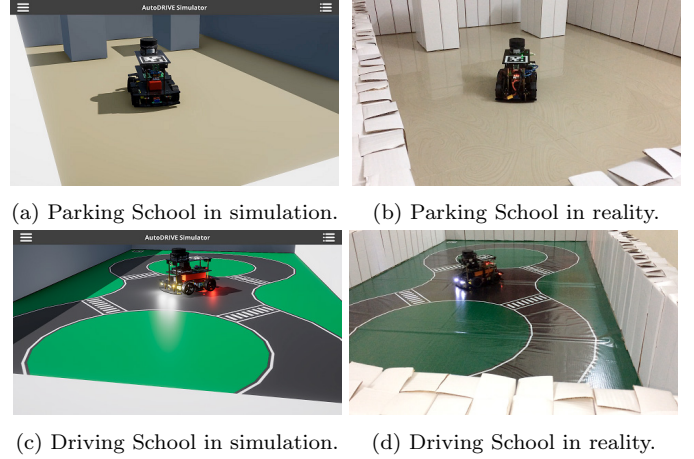 AutoDRIVE Simulator
(a) Parking School in simulation.
(b) Parking School in reality.
AutoDRIVE Simulator
(c) Driving School in simulation.
(d) Driving School in reality.